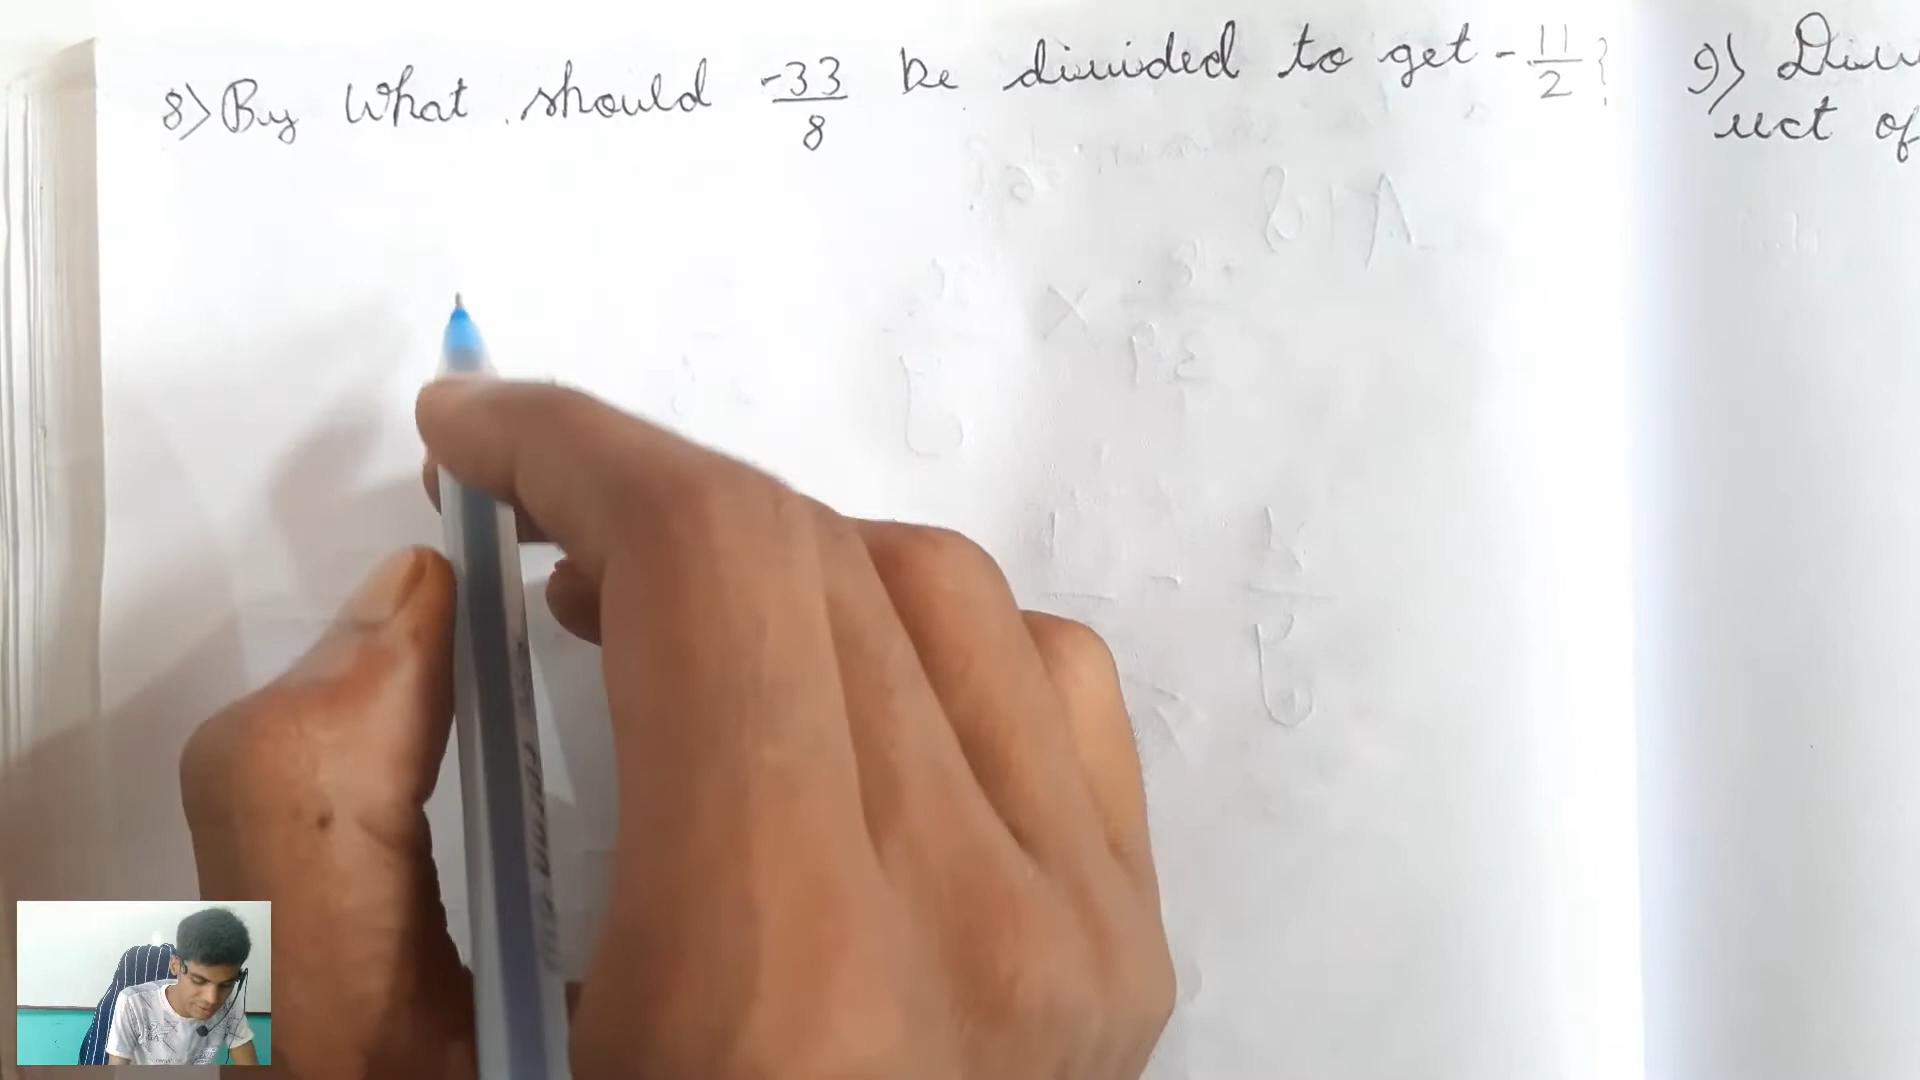 8) By What should -33/8 be divided to get - 11/2 ?
9)
uct of